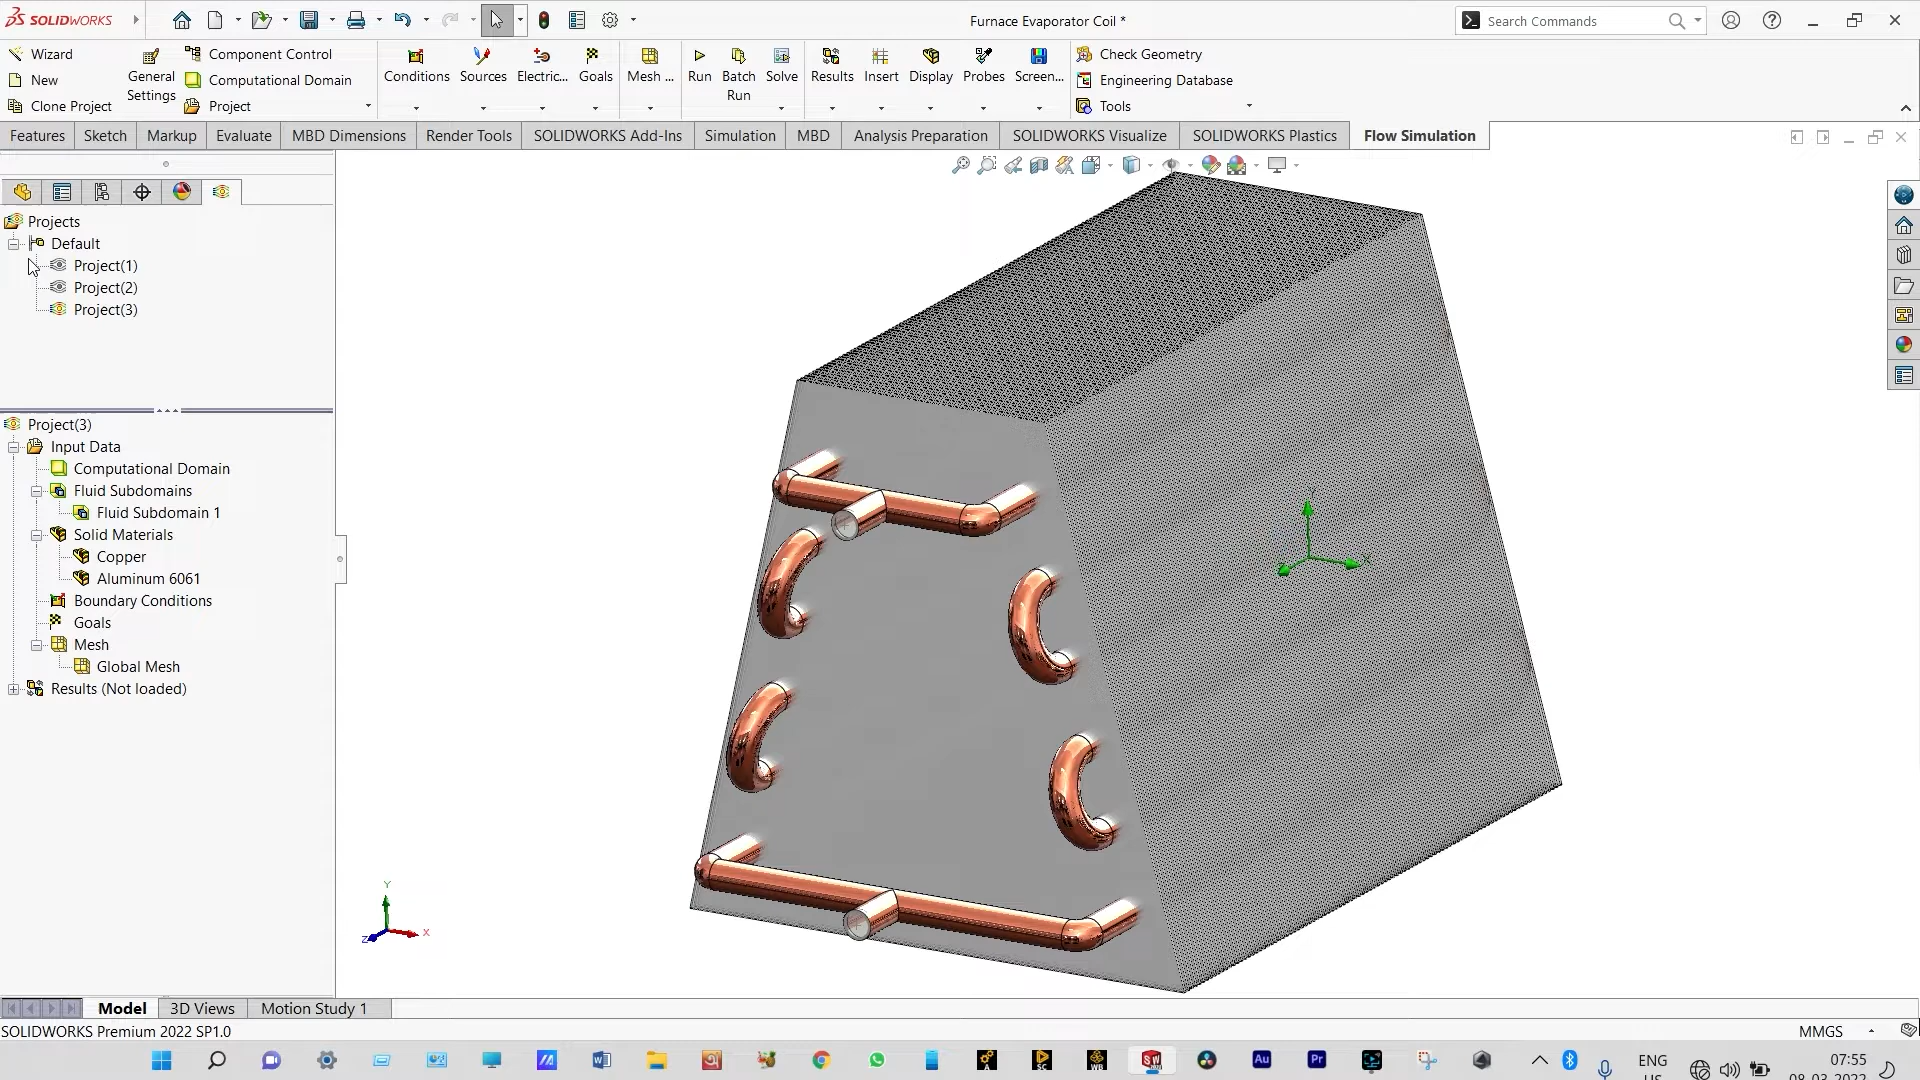 SOLIDWORKS
Furnace Evaporator Coil *
Search Commands
Wizard
New
Clone Project
General Settings
Component Control
Computational Domain
Project
Conditions
Sources
Electric...
Goals
Mesh ...
Run
Batch Run
Solve
Results
Insert
Display
Probes
Screen...
Check Geometry
Engineering Database
Tools
Features
Sketch
Markup
Evaluate
MBD Dimensions
Render Tools
SOLIDWORKS Add-Ins
Simulation
MBD
Analysis Preparation
SOLIDWORKS Visualize
SOLIDWORKS Plastics
Flow Simulation
Projects
Default
Project(1)
Project(2)
Project(3)
Project(3)
Input Data
Computational Domain
Fluid Subdomains
Fluid Subdomain 1
Solid Materials
Copper
Aluminum 6061
Boundary Conditions
Goals
Mesh
Global Mesh
Results (Not loaded)
Y
X
Z
Model
3D Views
Motion Study 1
SOLIDWORKS Premium 2022 SP1.0
MMGS
ENG
US
07:55
08-03-2022